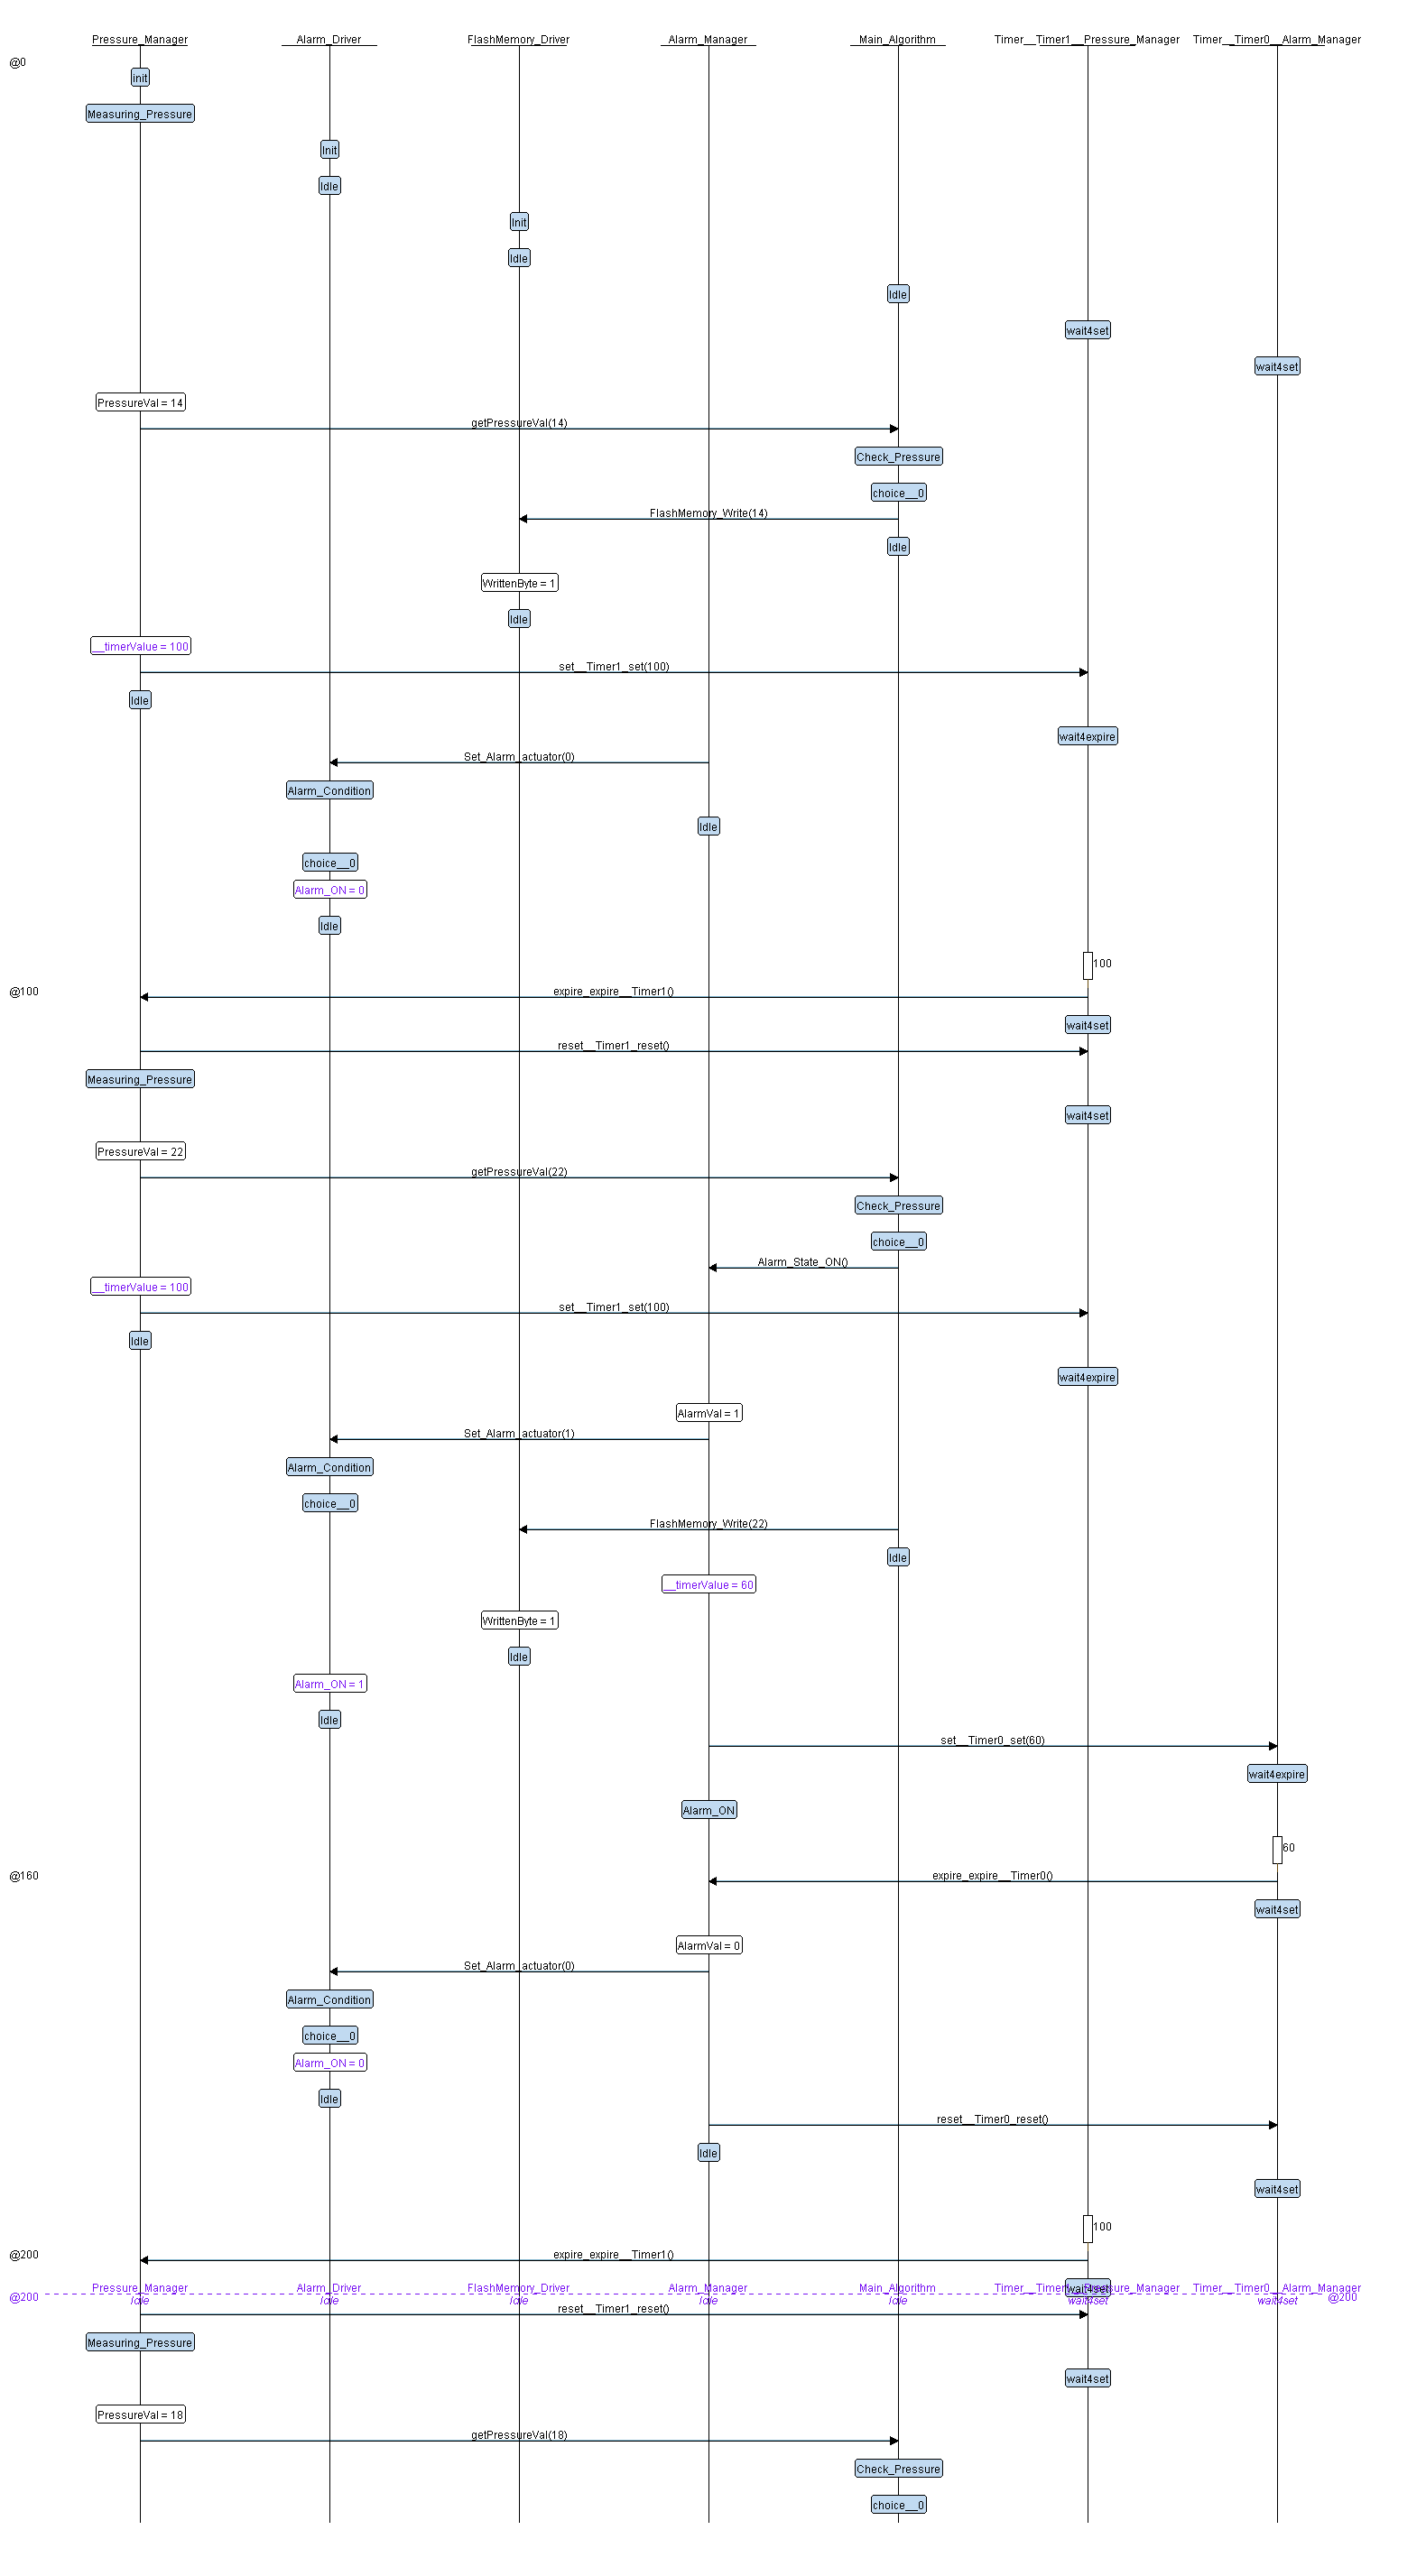 Pressure_Manager Alarm_Driver FlashMemory_Driver Alarm_Manager Main_Algorithm Timer__Timer1__Pressure_Manager Timer__Timer0__Alarm_Manager
@0
init
Measuring_Pressure
Init
Idle
Init
Idle
Idle
wait4set
wait4set
PressureVal = 14
getPressureVal(14)
Check_Pressure
choice__0
FlashMemory_Write(14)
Idle
WrittenByte = 1
Idle
__timerValue = 100
set__Timer1_set(100)
Idle
wait4expire
Set_Alarm_actuator(0)
Alarm_Condition
Idle
choice__0
Alarm_ON = 0
Idle
100
@100 expire_expire__Timer1()
wait4set
reset__Timer1_reset()
Measuring_Pressure
wait4set
PressureVal = 22
getPressureVal(22)
Check_Pressure
choice__0
Alarm_State_ON()
__timerValue = 100
set__Timer1_set(100)
Idle
wait4expire
AlarmVal = 1
Set_Alarm_actuator(1)
Alarm_Condition
choice__0
FlashMemory_Write(22)
Idle
__timerValue = 60
WrittenByte = 1
Idle
Alarm_ON = 1
Idle
set__Timer0_set(60)
wait4expire
Alarm_ON
60
@160 expire_expire__Timer0()
wait4set
AlarmVal = 0
Set_Alarm_actuator(0)
Alarm_Condition
choice__0
Alarm_ON = 0
Idle
reset__Timer0_reset()
Idle
wait4set
100
@200 expire_expire__Timer1()
wait4set
Pressure_Manager Alarm_Driver FlashMemory_Driver Alarm_Manager Main_Algorithm Timer__Timer1__Pressure_Manager Timer__Timer0__Alarm_Manager
@200 Idle Idle Idle Idle Idle wait4set wait4set @200
reset__Timer1_reset()
Measuring_Pressure
wait4set
PressureVal = 18
getPressureVal(18)
Check_Pressure
choice__0